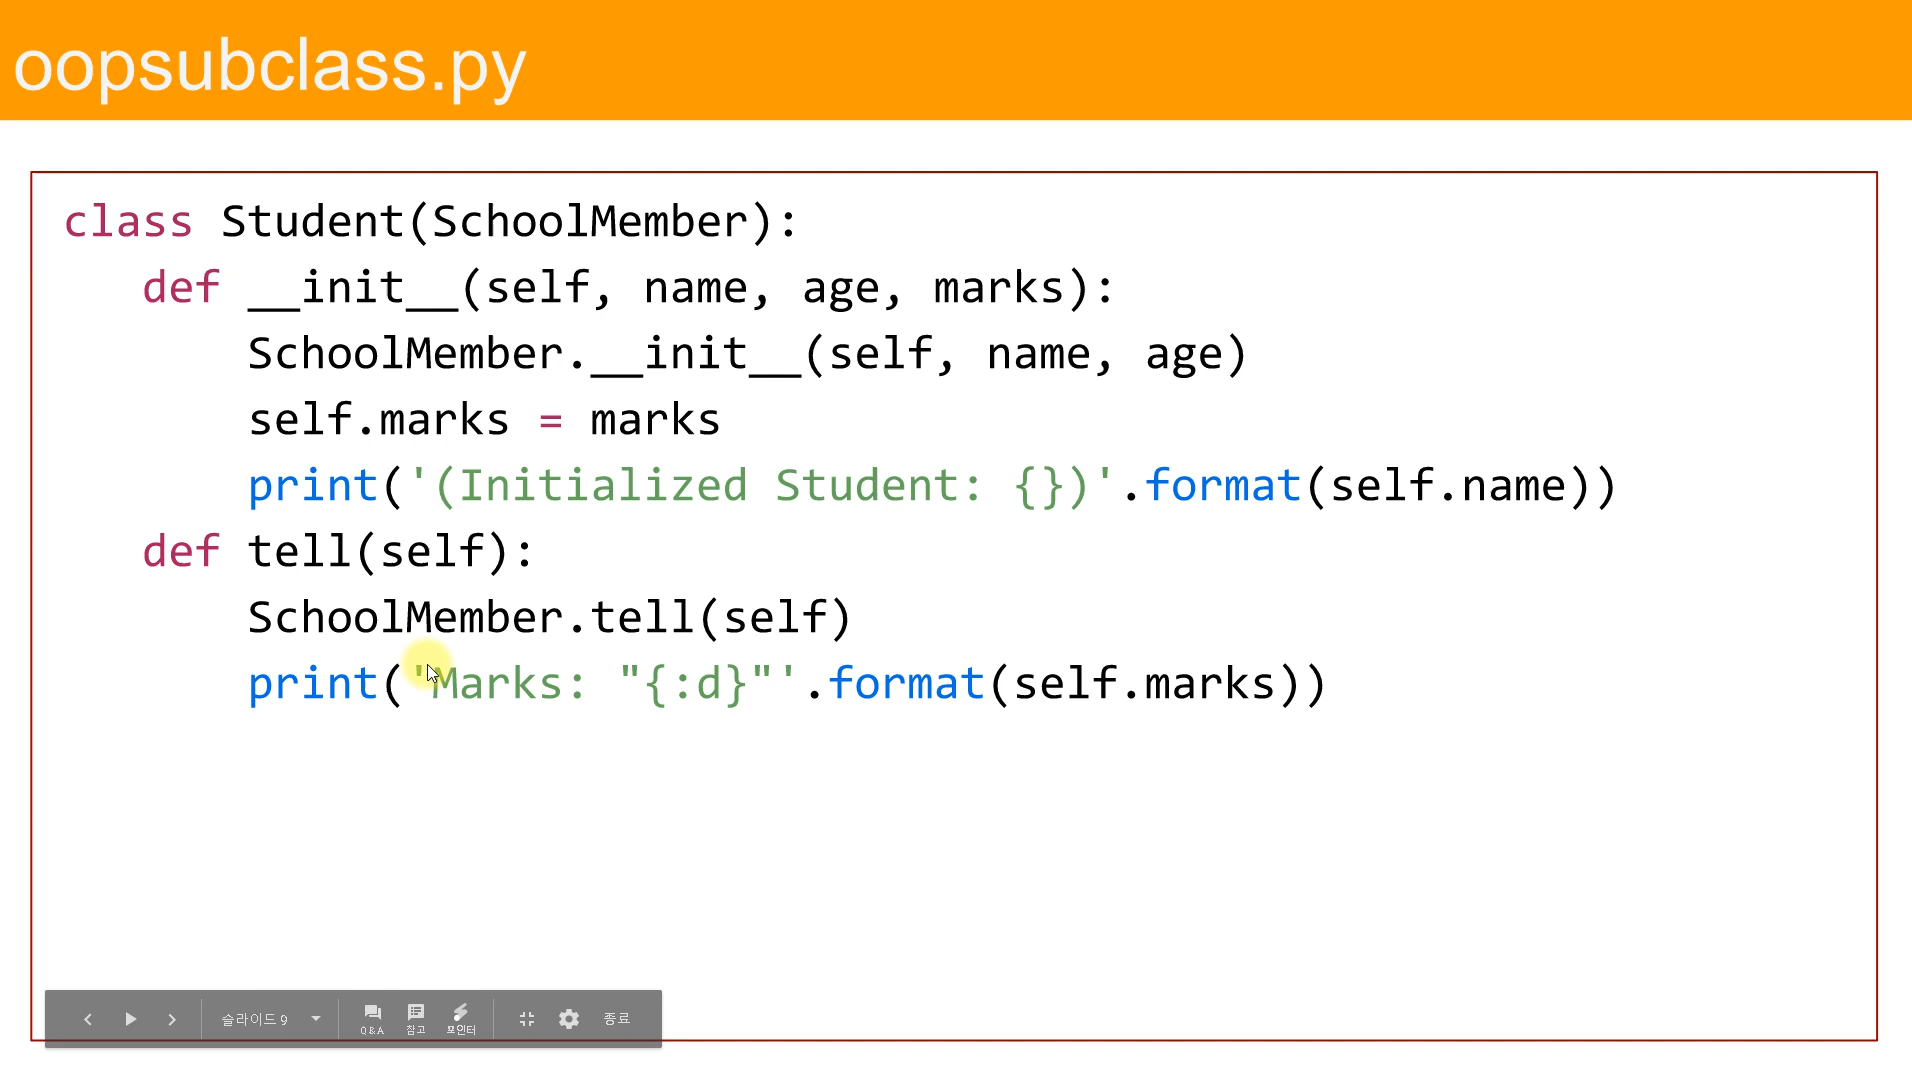 oopsubclass.py
class Student(SchoolMember):
def __init__(self, name, age, marks):
SchoolMember.__init__(self, name, age)
self.marks = marks
print('(Initialized Student: {})'.format(self.name))
def tell(self):
SchoolMember.tell(self)
print('Marks: "{:d}"'.format(self.marks))
슬라이드 9
Q&A
참고
포인터
종료